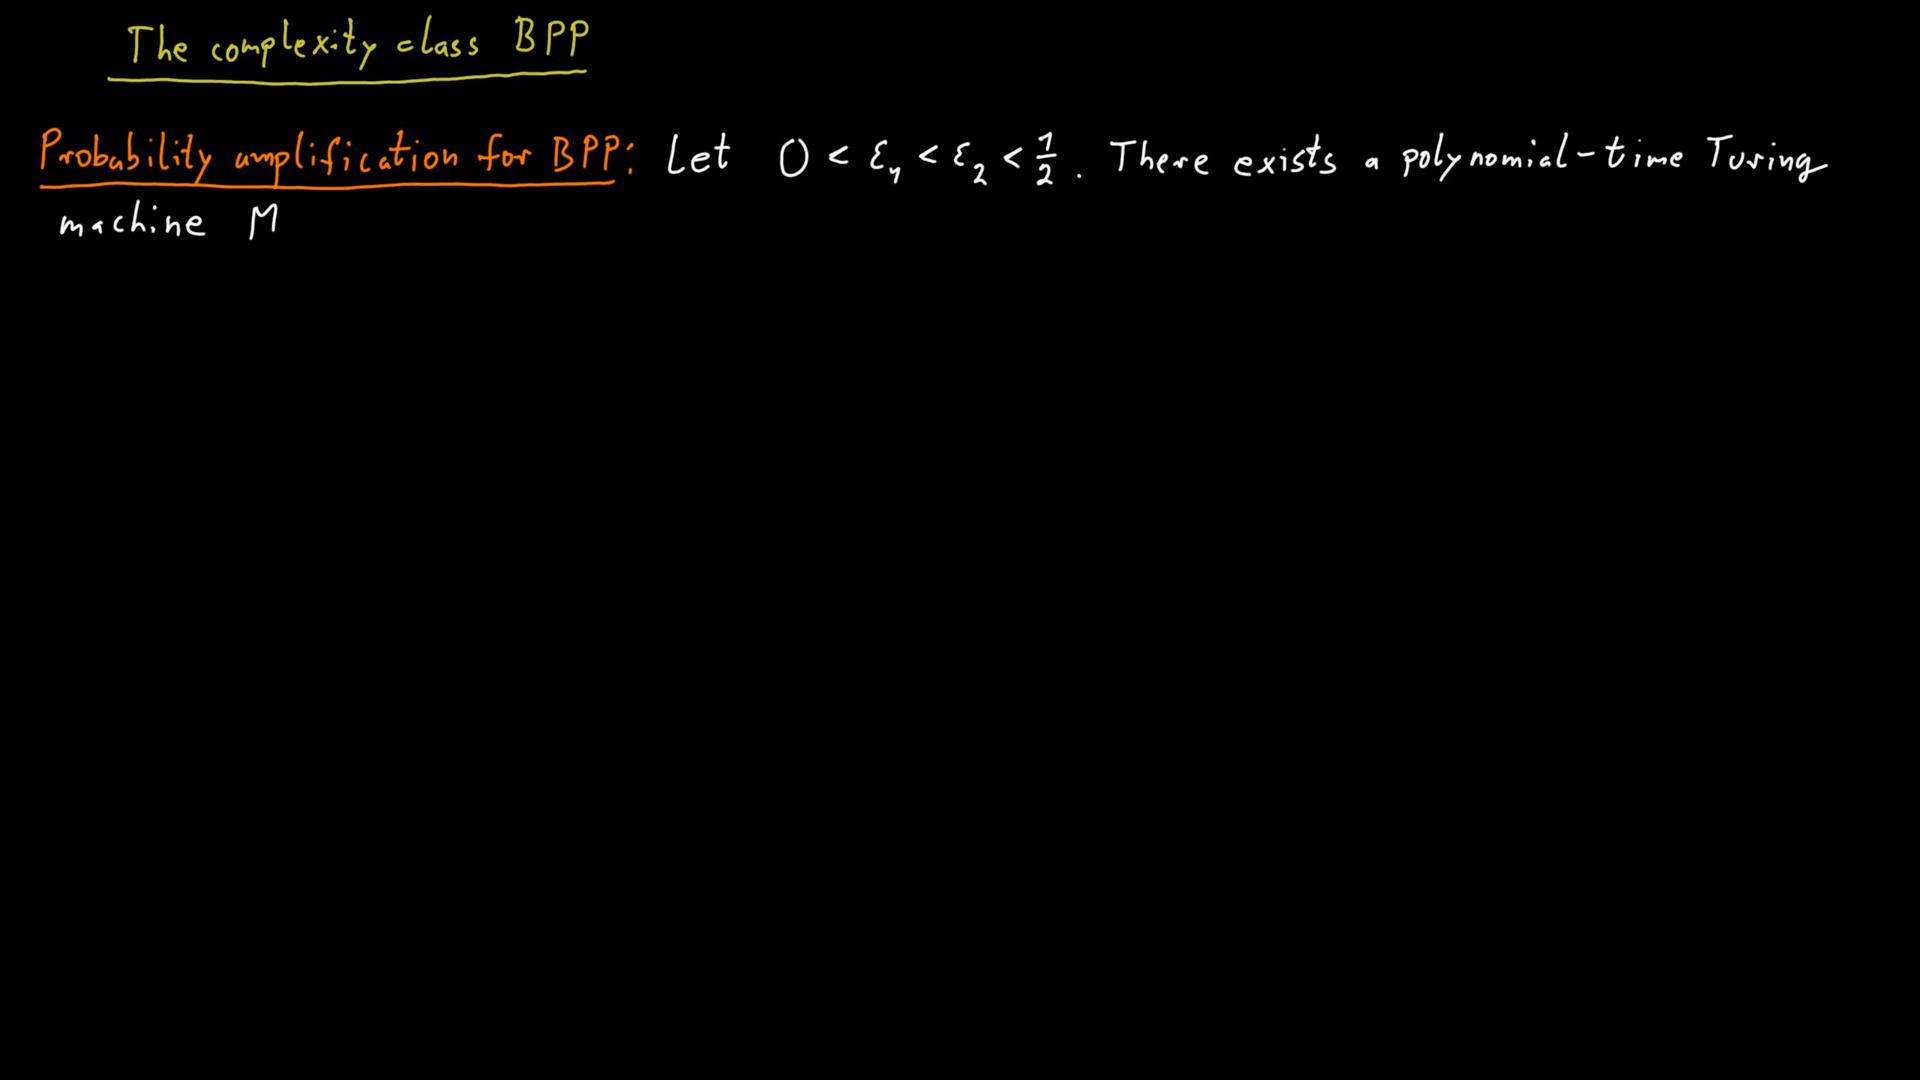 The complexity class BPP
Probability amplification for BPP: Let 0 < ε₁ < ε₂ < 1/2. There exists a polynomial-time Turing
machine M